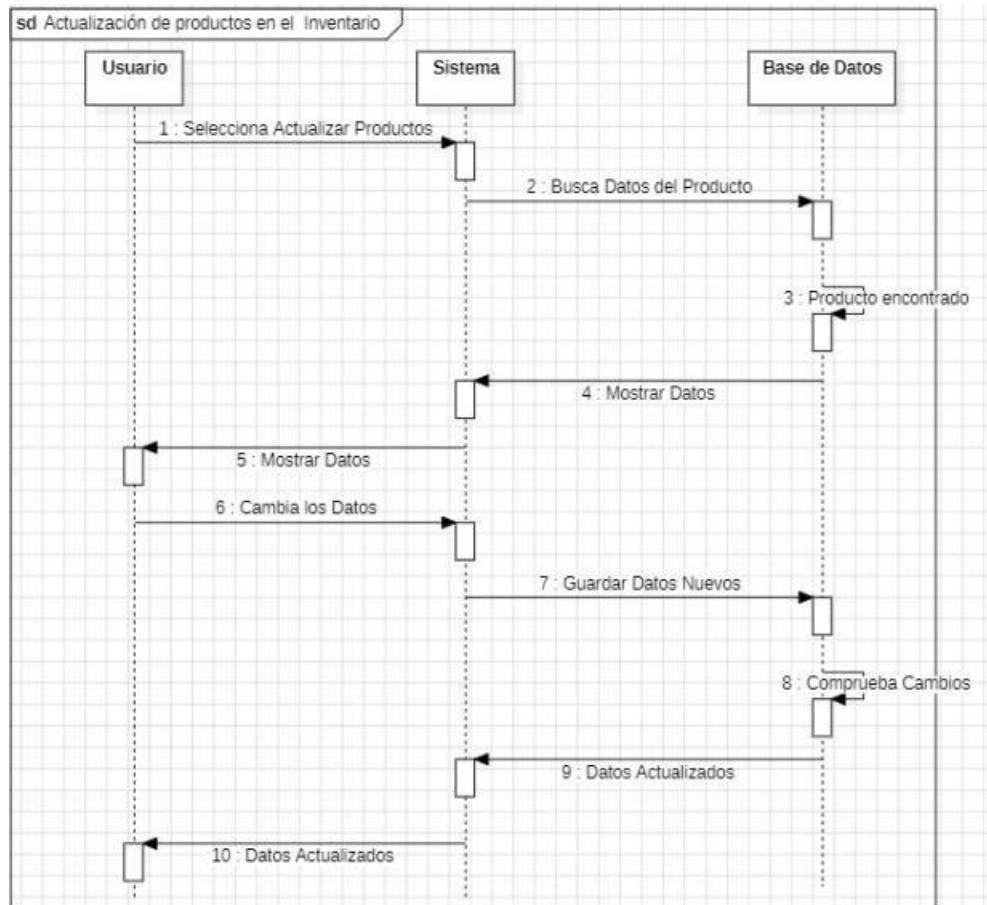 sd Actualización de productos en el Inventario
Usuario
Sistema
Base de Datos
1 : Selecciona Actualizar Productos
2 : Busca Datos del Producto
3 : Producto encontrado
4 : Mostrar Datos
5 : Mostrar Datos
6 : Cambia los Datos
7 : Guardar Datos Nuevos
8 : Comprueba Cambios
9 : Datos Actualizados
10 : Datos Actualizados